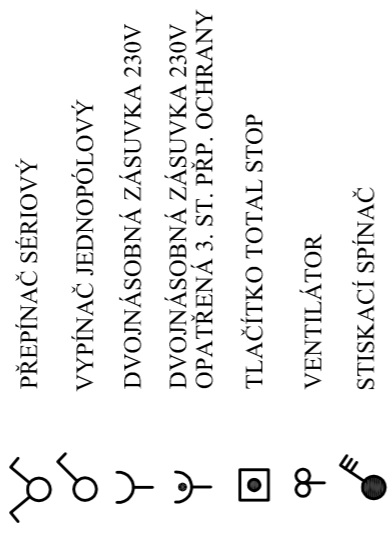 PŘEPÍNAČ SÉRIOVÝ
VYPÍNAČ JEDNOPÓLOVÝ
DVOJNÁSOBNÁ ZÁSUVKA 230V
DVOJNÁSOBNÁ ZÁSUVKA 230V
OPATŘENÁ 3. ST. PŘP. OCHRANY
TLAČÍTKO TOTAL STOP
VENTILÁTOR
STISKACÍ SPÍNAČ